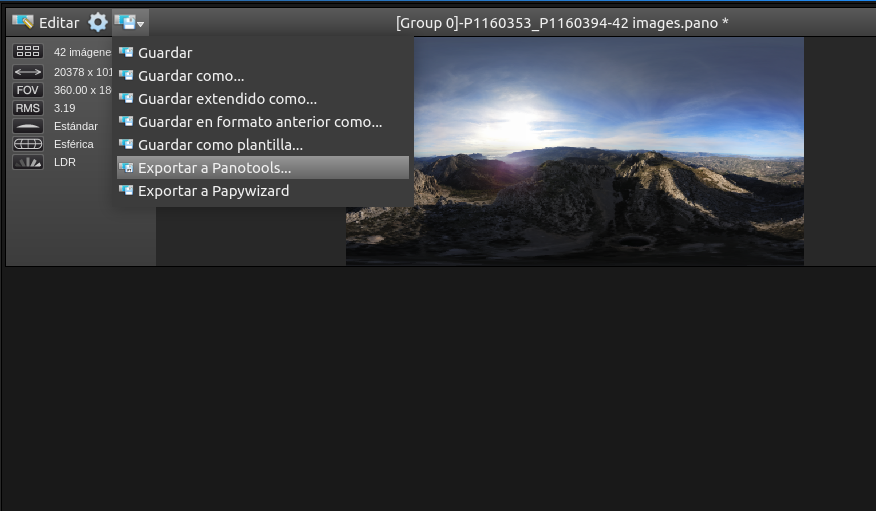 Editar
[Group 0]-P1160353_P1160394-42 images.pano *
42 imágene
20378 x 101
FOV 360.00 x 18
RMS 3.19
Estándar
Esférica
LDR
Guardar
Guardar como...
Guardar extendido como...
Guardar en formato anterior como...
Guardar como plantilla...
Exportar a Panotools...
Exportar a Papywizard